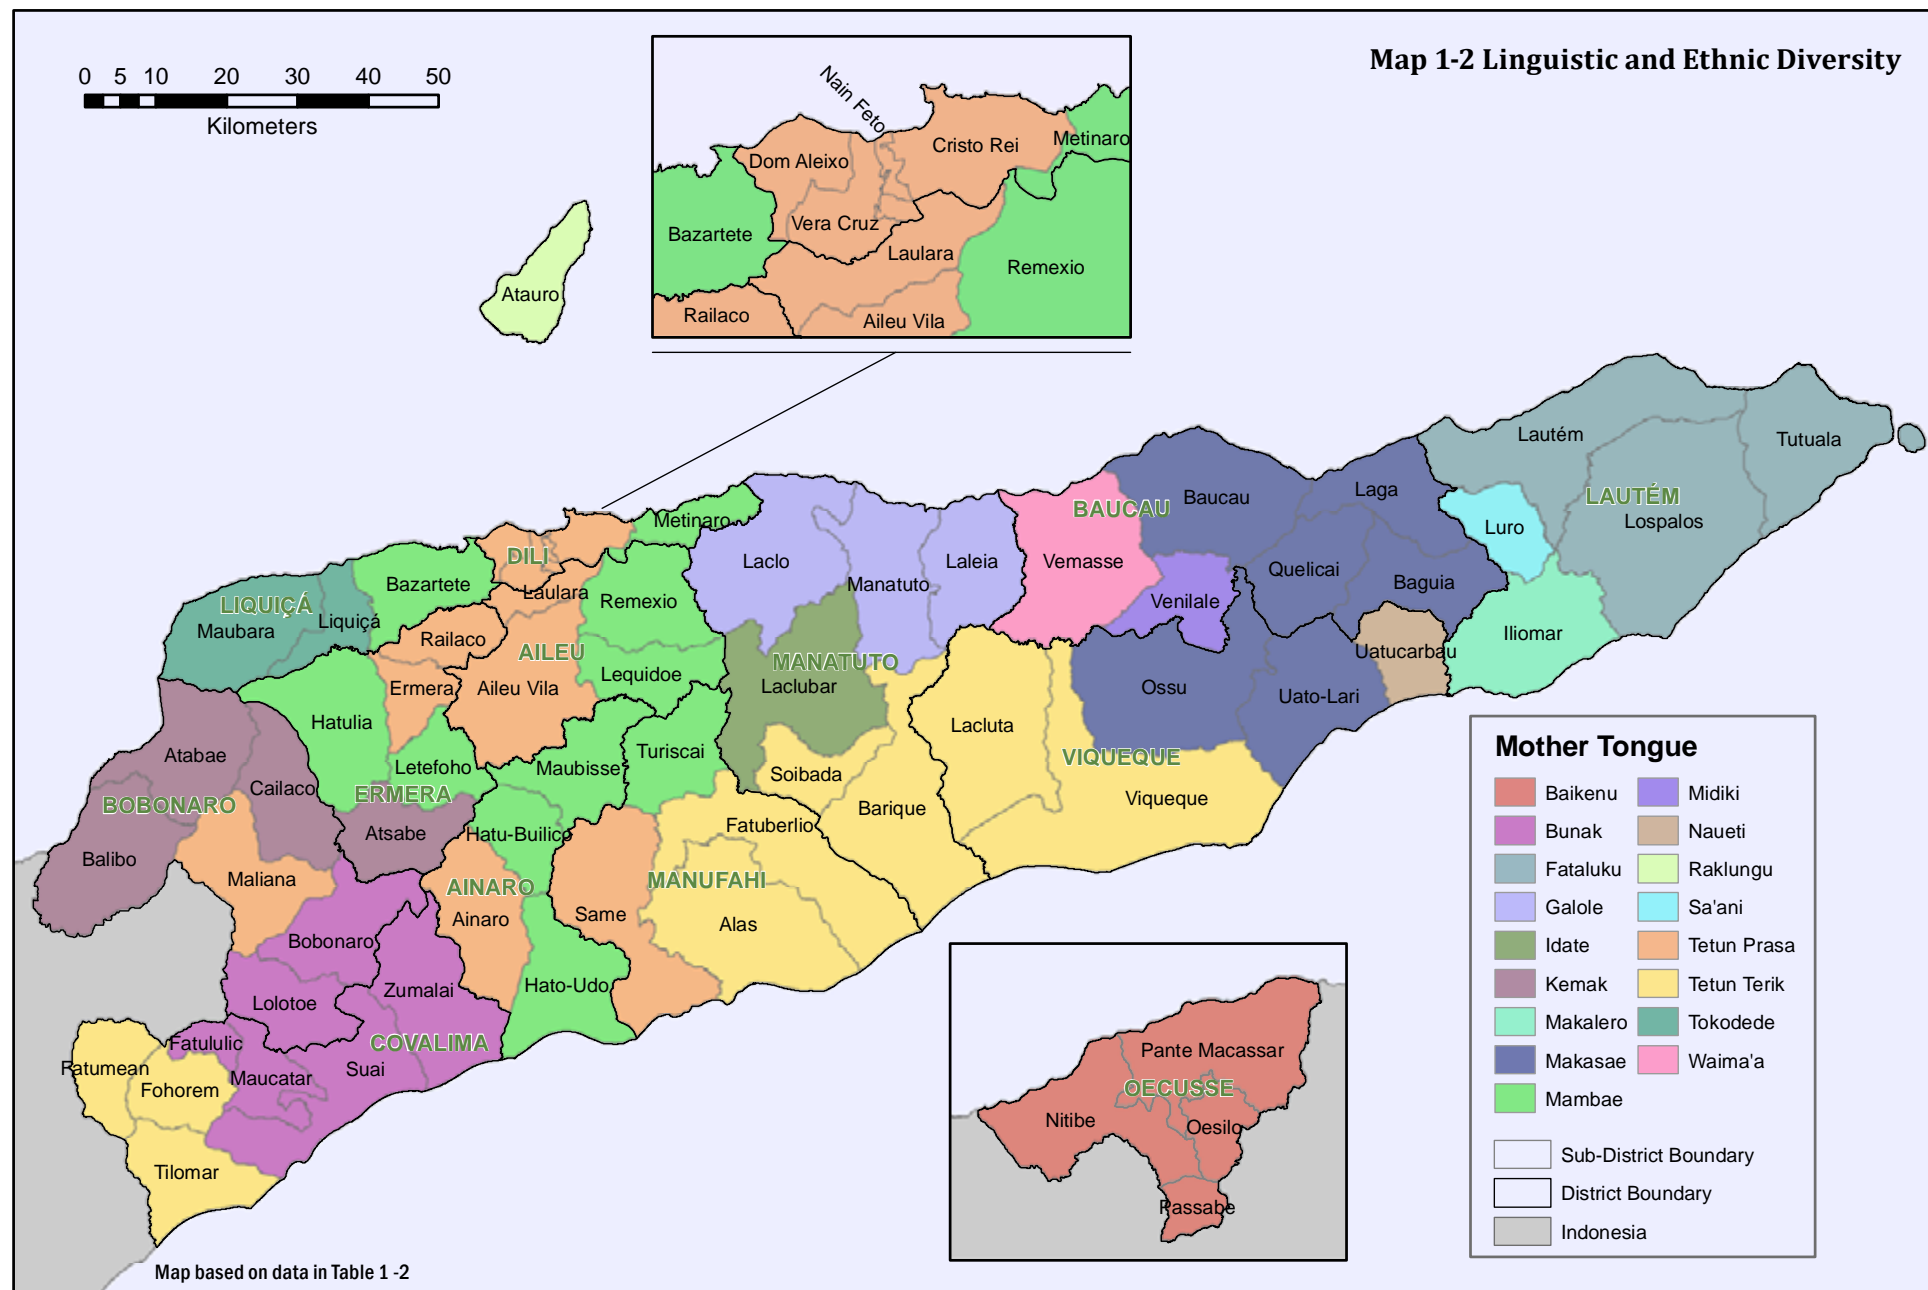 Map 1-2 Linguistic and Ethnic Diversity
0 5 10 20 30 40 50
Kilometers
Nain Feto
Cristo Rei
Metinaro
Dom Aleixo
Vera Cruz
Bazartete
Laulara
Remexio
Railaco
Aileu Vila
Atauro
Lautém
Tutuala
LAUTÉM
Lospalos
Luro
Iliomar
Baucau
Laga
BAUCAU
Vemasse
Quelicai
Baguia
Venilale
Uatucarbau
Ossu
Uato-Lari
Lacluta
VIQUEQUE
Viqueque
Metinaro
Laclo
Manatuto
Laleia
MANATUTO
Laclubar
Soibada
Barique
DILI
Laulara
Remexio
AILEU
Lequidoe
Aileu Vila
Bazartete
LIQUIÇÁ
Maubara
Liquiçá
Railaco
Ermera
Hatulia
Letefoho
ERMERA
Atsabe
Maubisse
Turiscai
Hatu-Builico
AINARO
Ainaro
Hato-Udo
Same
MANUFAHI
Fatuberlio
Alas
Atabae
BOBONARO
Cailaco
Balibo
Maliana
Bobonaro
Lolotoe
Zumalai
COVALIMA
Fatululic
Fohorem
Maucatar
Suai
Tilomar
Pante Macassar
OECUSSE
Nitibe
Oesilo
Passabe
Mother Tongue
Baikenu
Bunak
Fataluku
Galole
Idate
Kemak
Makalero
Makasae
Mambae
Midiki
Naueti
Raklungu
Sa'ani
Tetun Prasa
Tetun Terik
Tokodede
Waima'a
Sub-District Boundary
District Boundary
Indonesia
Map based on data in Table 1 -2